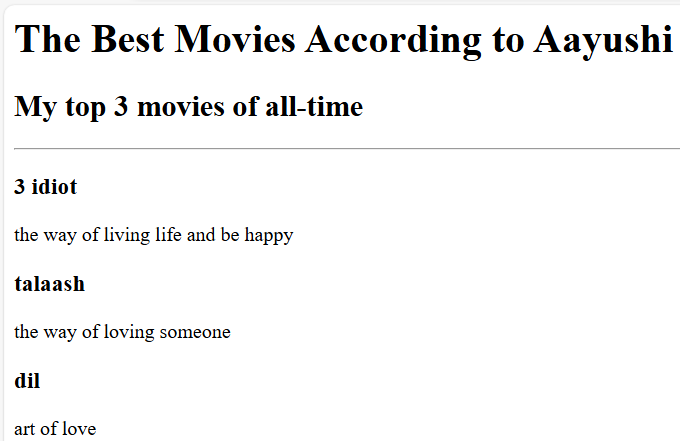 The Best Movies According to Aayushi
My top 3 movies of all-time
3 idiot
the way of living life and be happy
talaash
the way of loving someone
dil
art of love